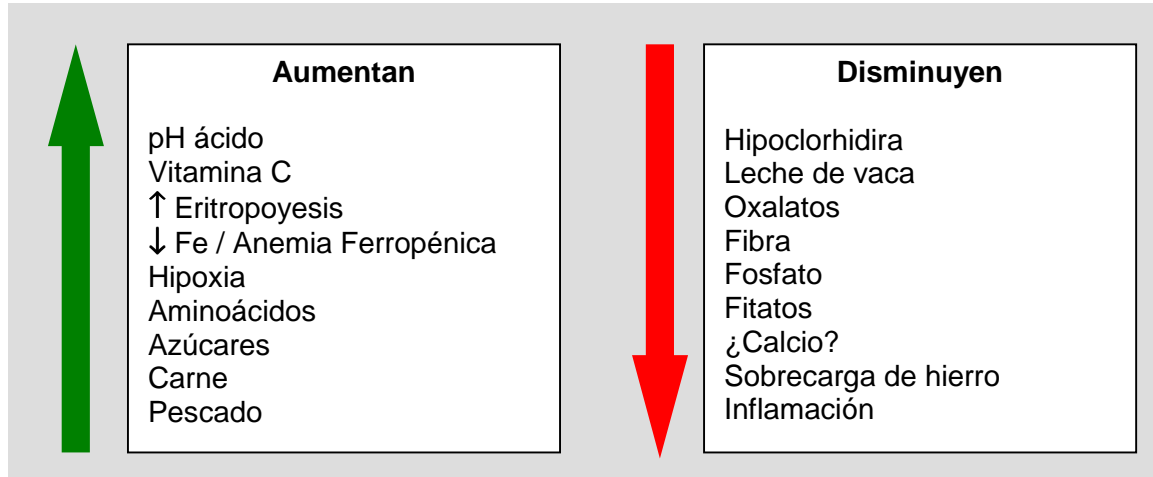 Aumentan
pH ácido
Vitamina C
↑ Eritropoyesis
↓ Fe / Anemia Ferropénica
Hipoxia
Aminoácidos
Azúcares
Carne
Pescado
Disminuyen
Hipoclorhidira
Leche de vaca
Oxalatos
Fibra
Fosfato
Fitatos
¿Calcio?
Sobrecarga de hierro
Inflamación